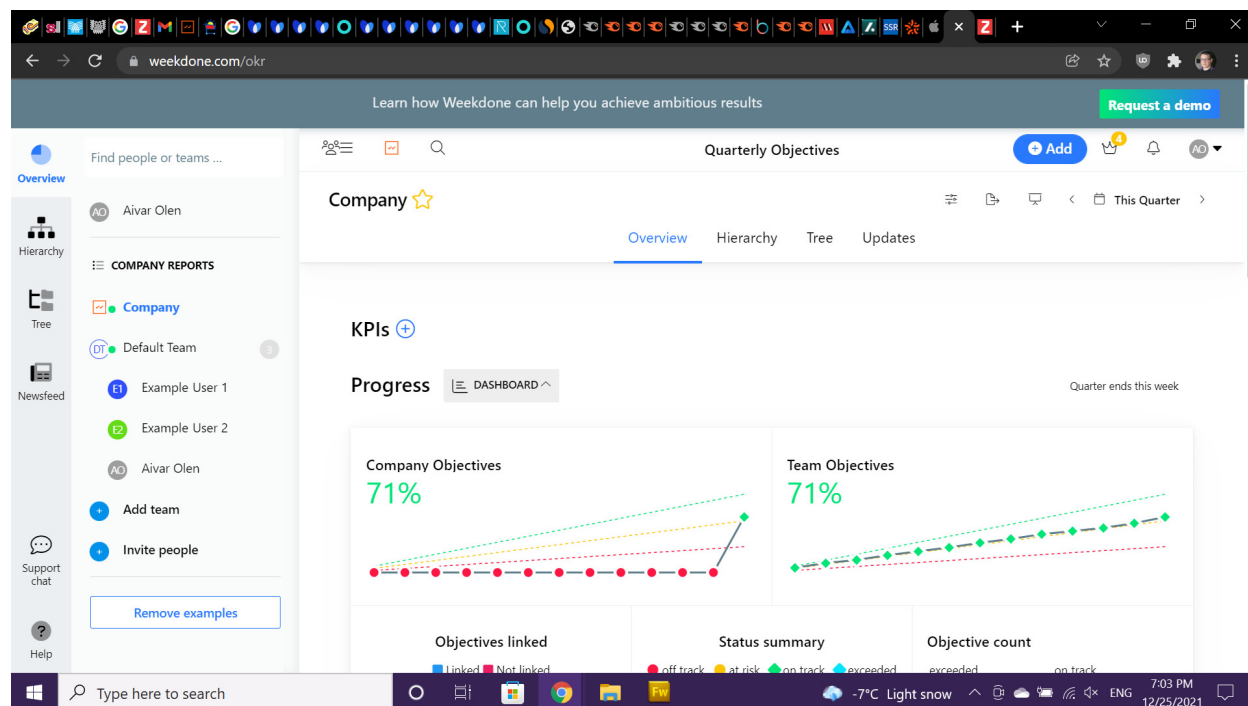 weekdone.com/okr
Learn how Weekdone can help you achieve ambitious results
Request a demo
Overview
Hierarchy
Tree
Newsfeed
Support
chat
Help
Find people or teams ...
AO Aivar Olen
COMPANY REPORTS
Company
DT Default Team 3
E1 Example User 1
E2 Example User 2
AO Aivar Olen
Add team
Invite people
Remove examples
Quarterly Objectives
Add
4
AO
Company
This Quarter
Overview Hierarchy Tree Updates
KPIs
Progress DASHBOARD
Quarter ends this week
Company Objectives
71%
Team Objectives
71%
Objectives linked
Linked Not linked
Status summary
off track at risk on track exceeded
Objective count
exceeded on track
Type here to search
Fw
-7°C Light snow
ENG
7:03 PM
12/25/2021